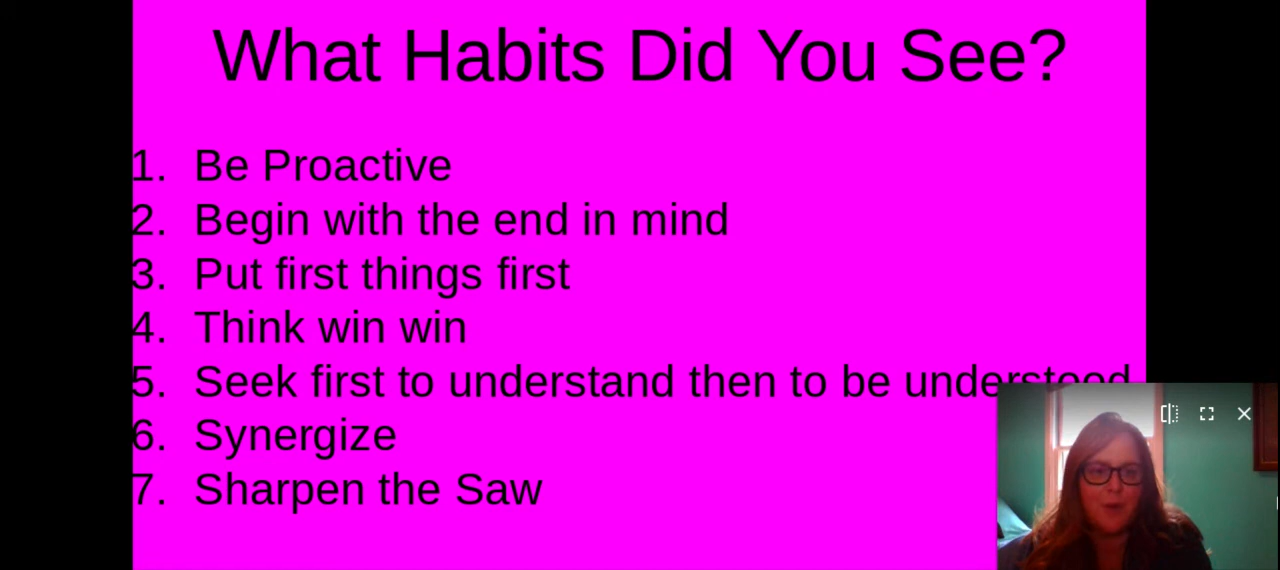 What Habits Did You See?
1. Be Proactive
2. Begin with the end in mind
3. Put first things first
4. Think win win
5. Seek first to understand then to be understood
6. Synergize
7. Sharpen the Saw